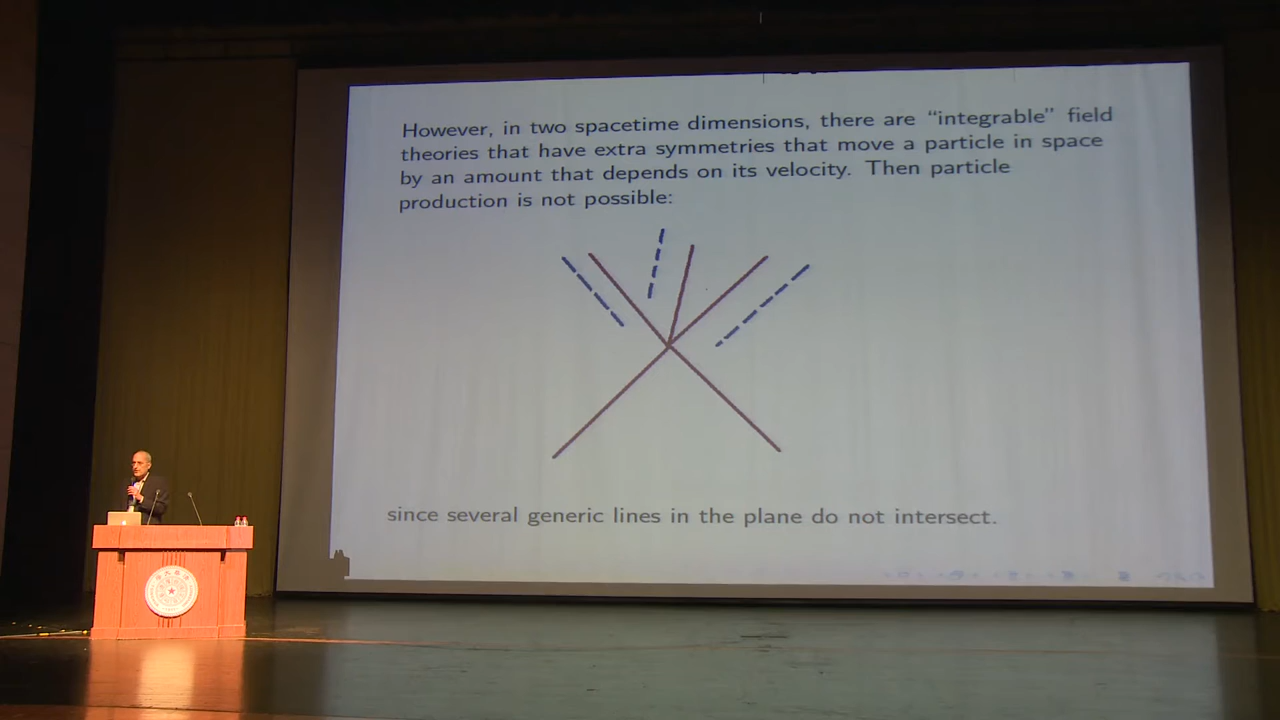 However, in two spacetime dimensions, there are “integrable” field
theories that have extra symmetries that move a particle in space
by an amount that depends on its velocity. Then particle
production is not possible:
since several generic lines in the plane do not intersect.